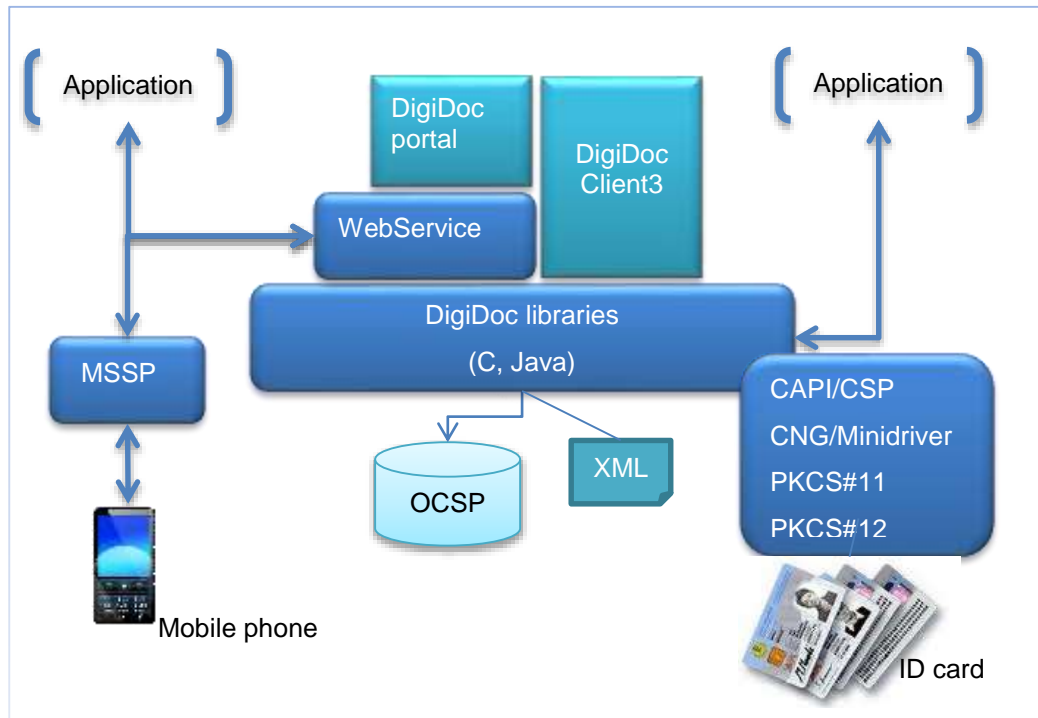 Application
Application
DigiDoc
portal
DigiDoc
Client3
WebService
DigiDoc libraries
(C, Java)
MSSP
CAPI/CSP
CNG/Minidriver
PKCS#11
PKCS#12
OCSP
XML
Mobile phone
ID card